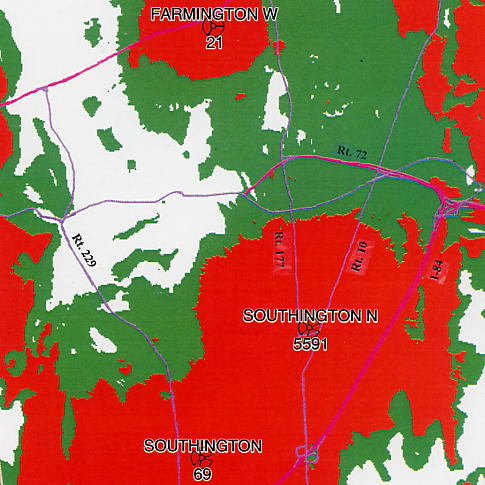 FARMINGTON W
21
Rt. 72
Rt. 229
Rt. 177
Rt. 10
I-84
SOUTHINGTON N
5591
SOUTHINGTON
69